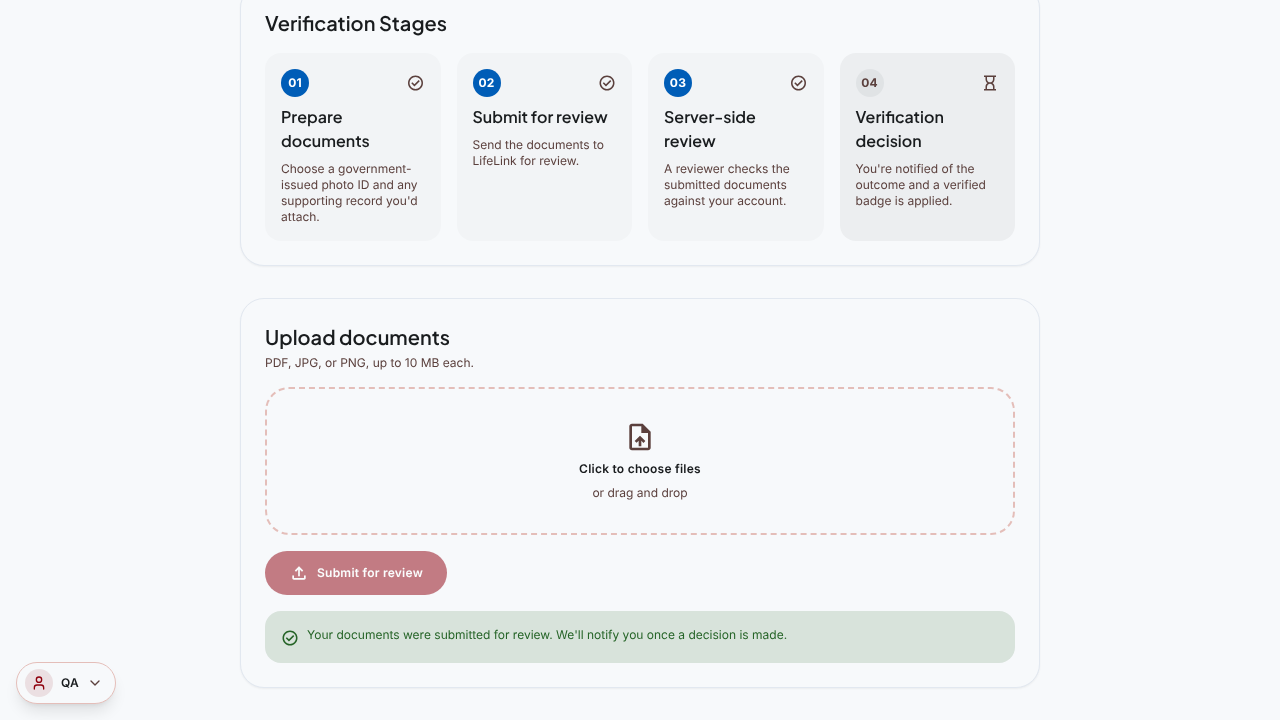 Verification Stages
01
Prepare
documents
Choose a government-
issued photo ID and any
supporting record you'd
attach.
02
Submit for review
Send the documents to
LifeLink for review.
03
Server-side
review
A reviewer checks the
submitted documents
against your account.
04
Verification
decision
You're notified of the
outcome and a verified
badge is applied.
Upload documents
PDF, JPG, or PNG, up to 10 MB each.
Click to choose files
or drag and drop
Submit for review
Your documents were submitted for review. We'll notify you once a decision is made.
QA